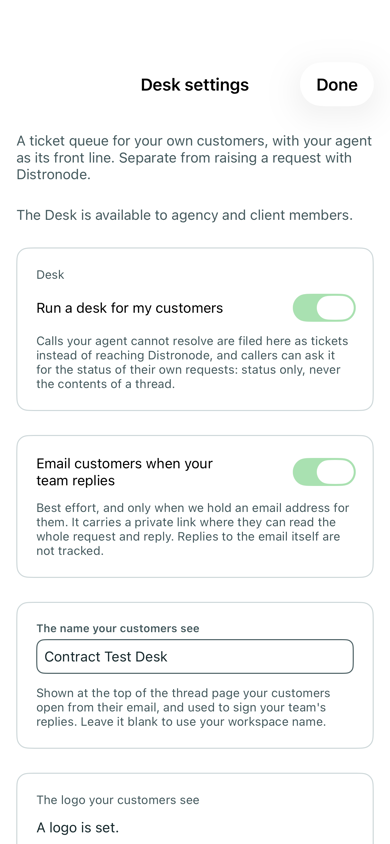 Desk settings
Done
A ticket queue for your own customers, with your agent
as its front line. Separate from raising a request with
Distronode.
The Desk is available to agency and client members.
Desk
Run a desk for my customers
Calls your agent cannot resolve are filed here as tickets
instead of reaching Distronode, and callers can ask it
for the status of their own requests: status only, never
the contents of a thread.
Email customers when your
team replies
Best effort, and only when we hold an email address for
them. It carries a private link where they can read the
whole request and reply. Replies to the email itself are
not tracked.
The name your customers see
Contract Test Desk
Shown at the top of the thread page your customers
open from their email, and used to sign your team's
replies. Leave it blank to use your workspace name.
The logo your customers see
A logo is set.